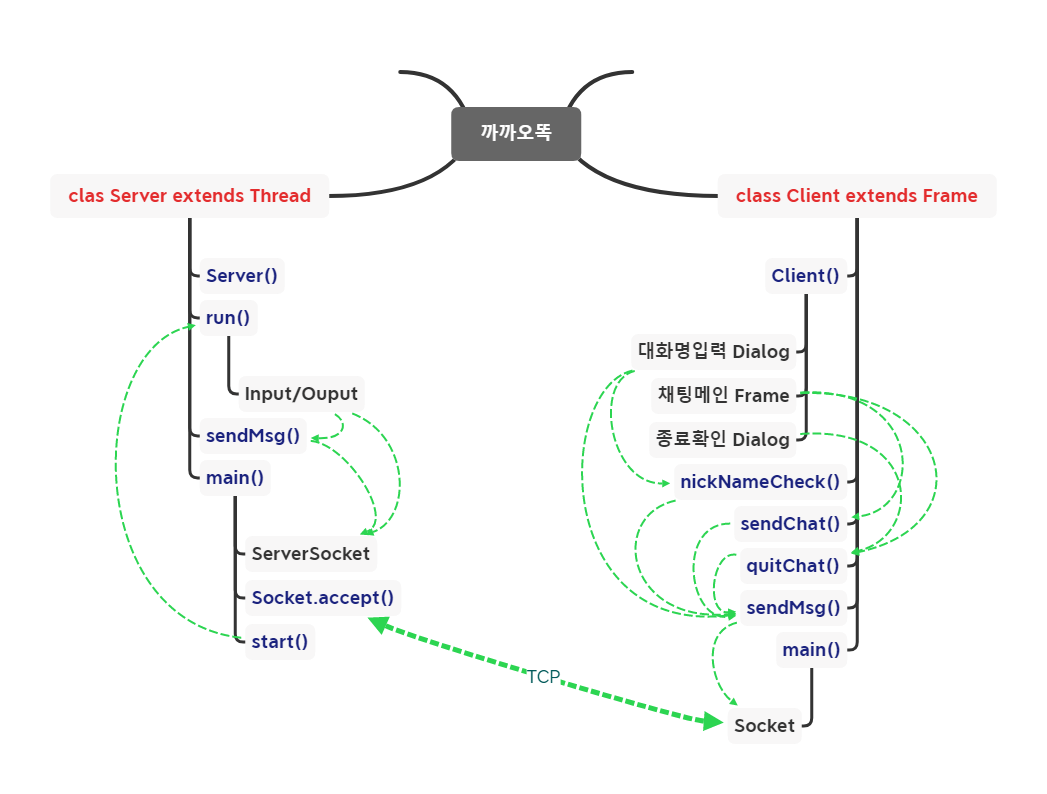 까까오똑
clas Server extends Thread
Server()
run()
Input/Ouput
sendMsg()
main()
ServerSocket
Socket.accept()
start()
TCP
class Client extends Frame
Client()
대화명입력 Dialog
채팅메인 Frame
종료확인 Dialog
nickNameCheck()
sendChat()
quitChat()
sendMsg()
main()
Socket